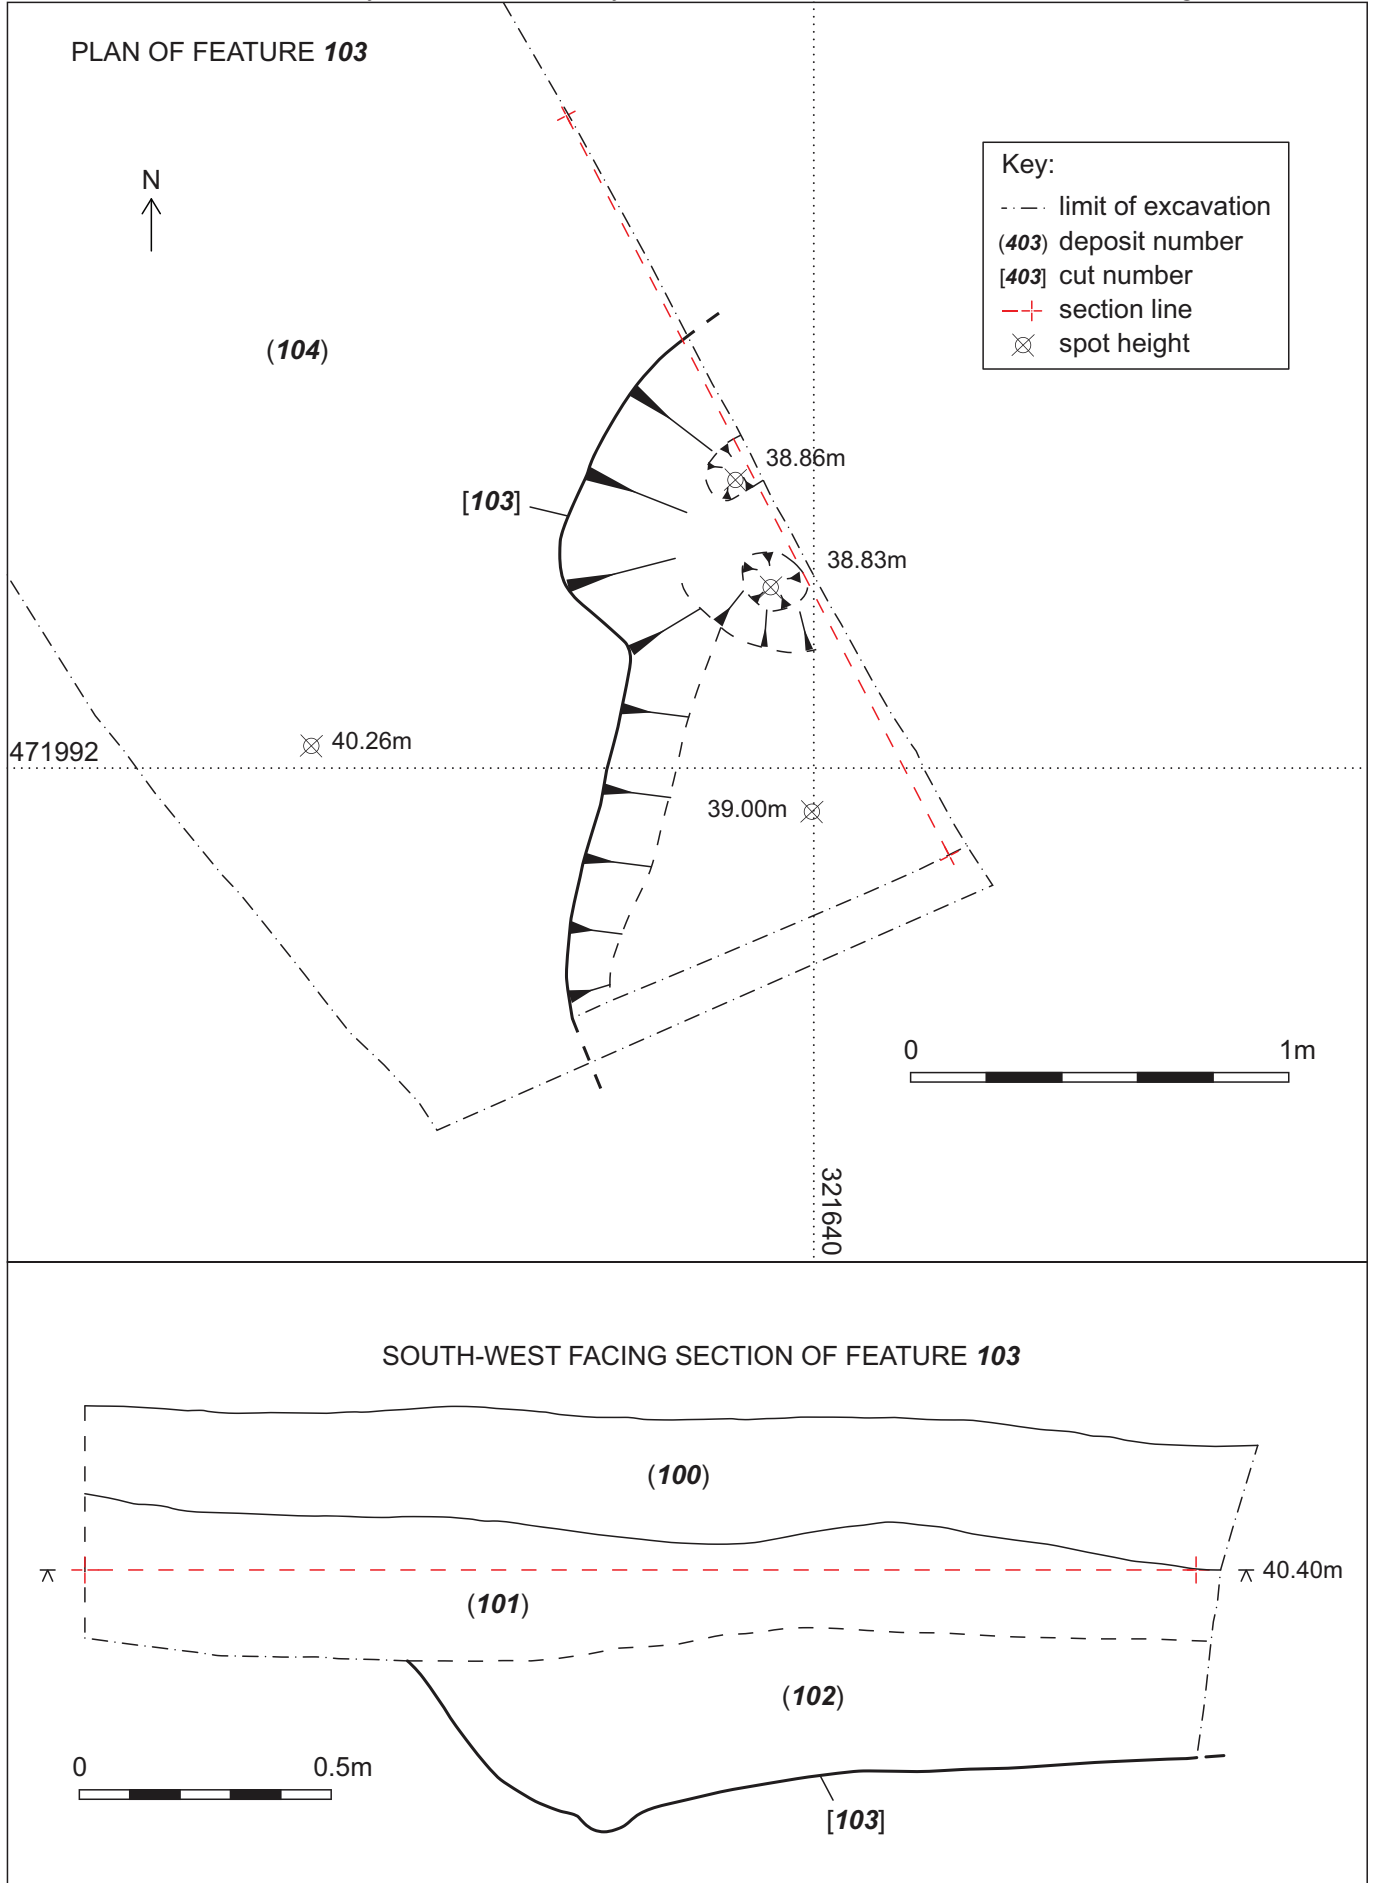 PLAN OF FEATURE 103
N
Key:
limit of excavation
(403) deposit number
[403] cut number
section line
spot height
(104)
38.86m
[103]
38.83m
40.26m
471992
39.00m
0 1m
321640
SOUTH-WEST FACING SECTION OF FEATURE 103
(100)
40.40m
(101)
(102)
0 0.5m
[103]